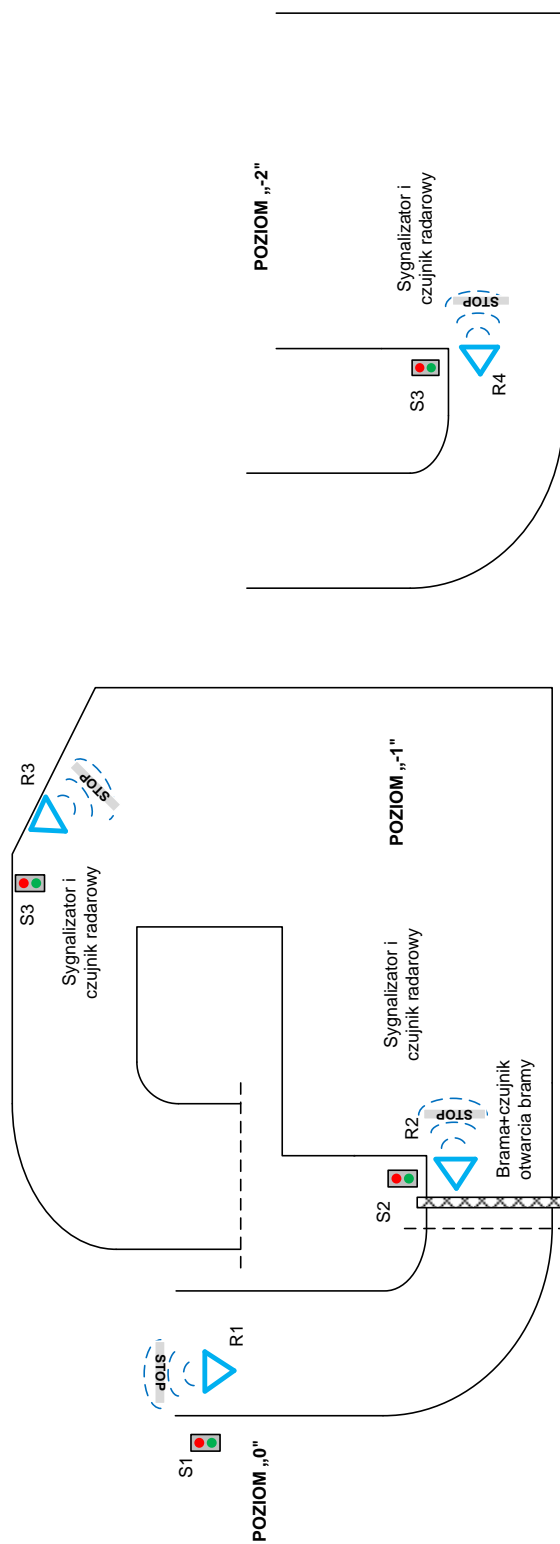 POZIOM „0"
S1
STOP
R1
S2
R2
STOP
Brama+czujnik
otwarcia bramy
Sygnalizator i
czujnik radarowy
POZIOM „-1"
S3
Sygnalizator i
czujnik radarowy
R3
STOP
POZIOM „-2"
S3
R4
STOP
Sygnalizator i
czujnik radarowy